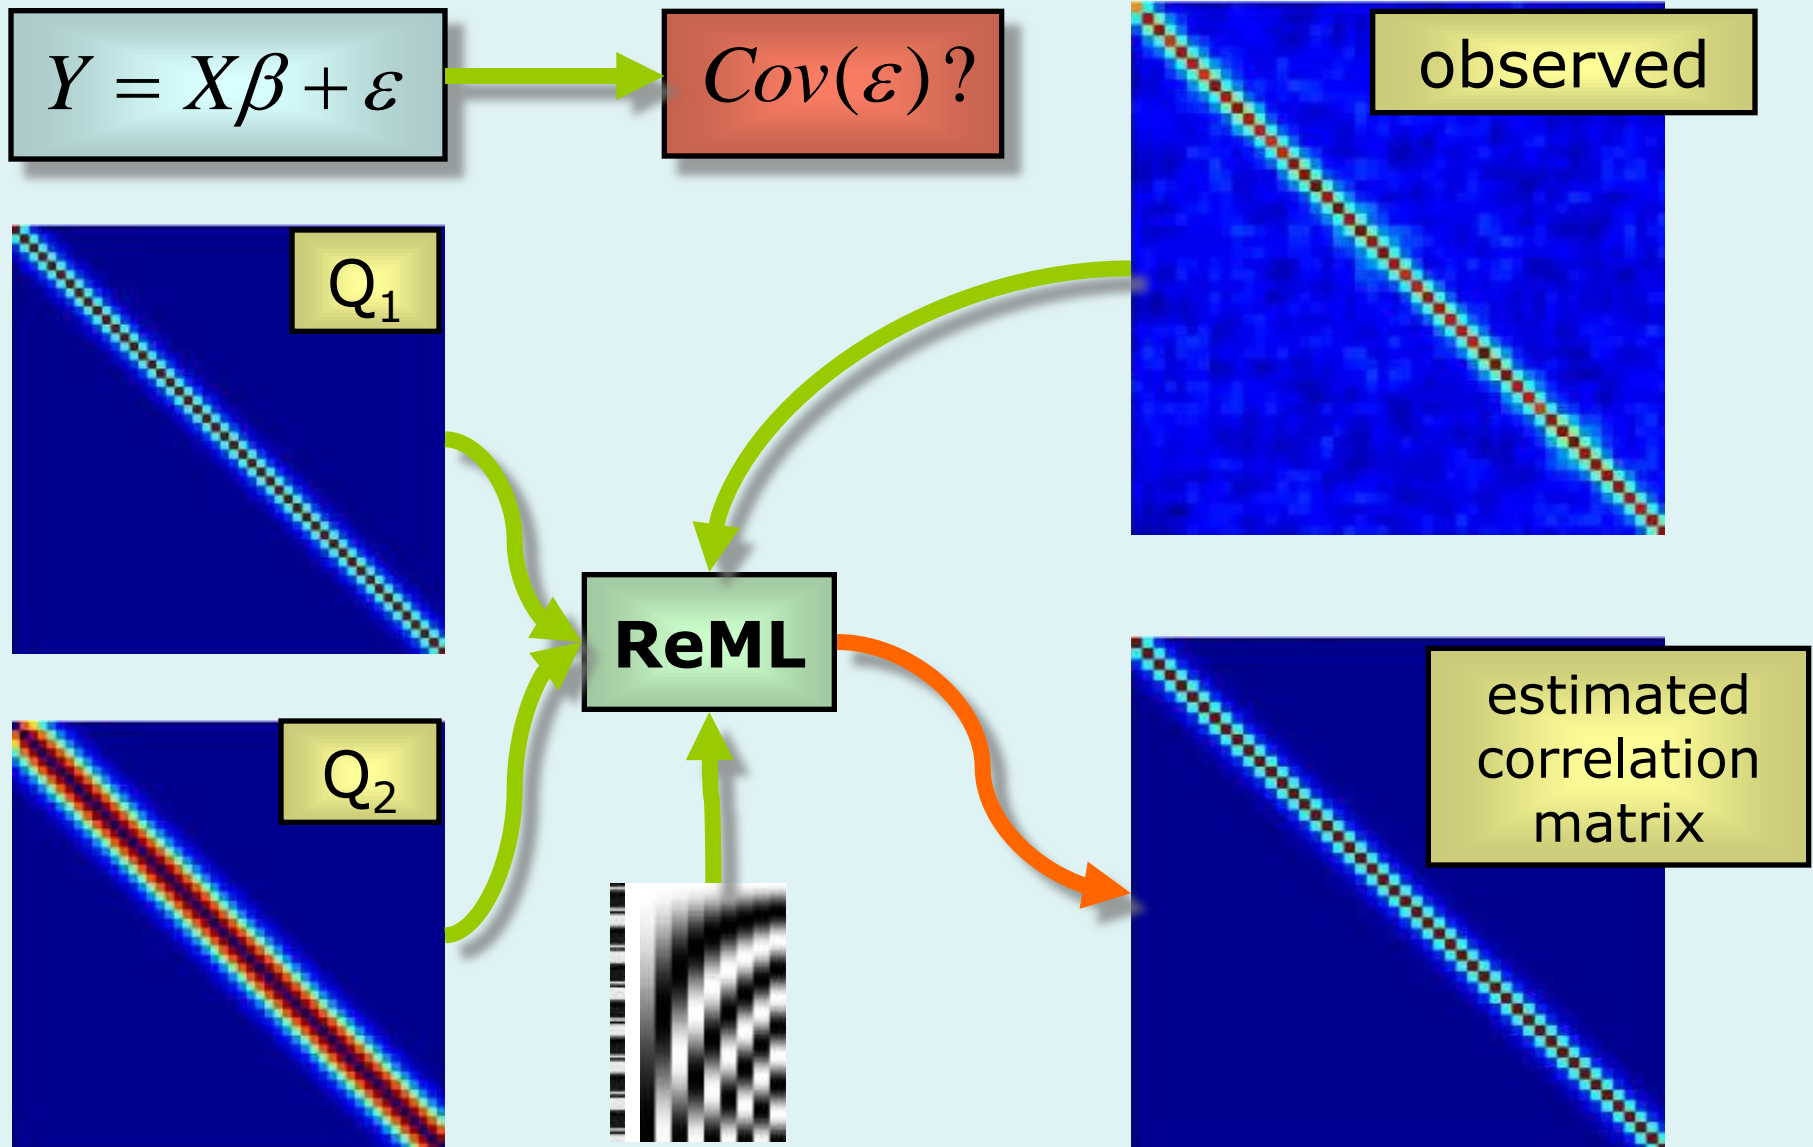 Y = Xβ + ε
Cov(ε) ?
observed
Q₁
ReML
Q₂
estimated
correlation
matrix